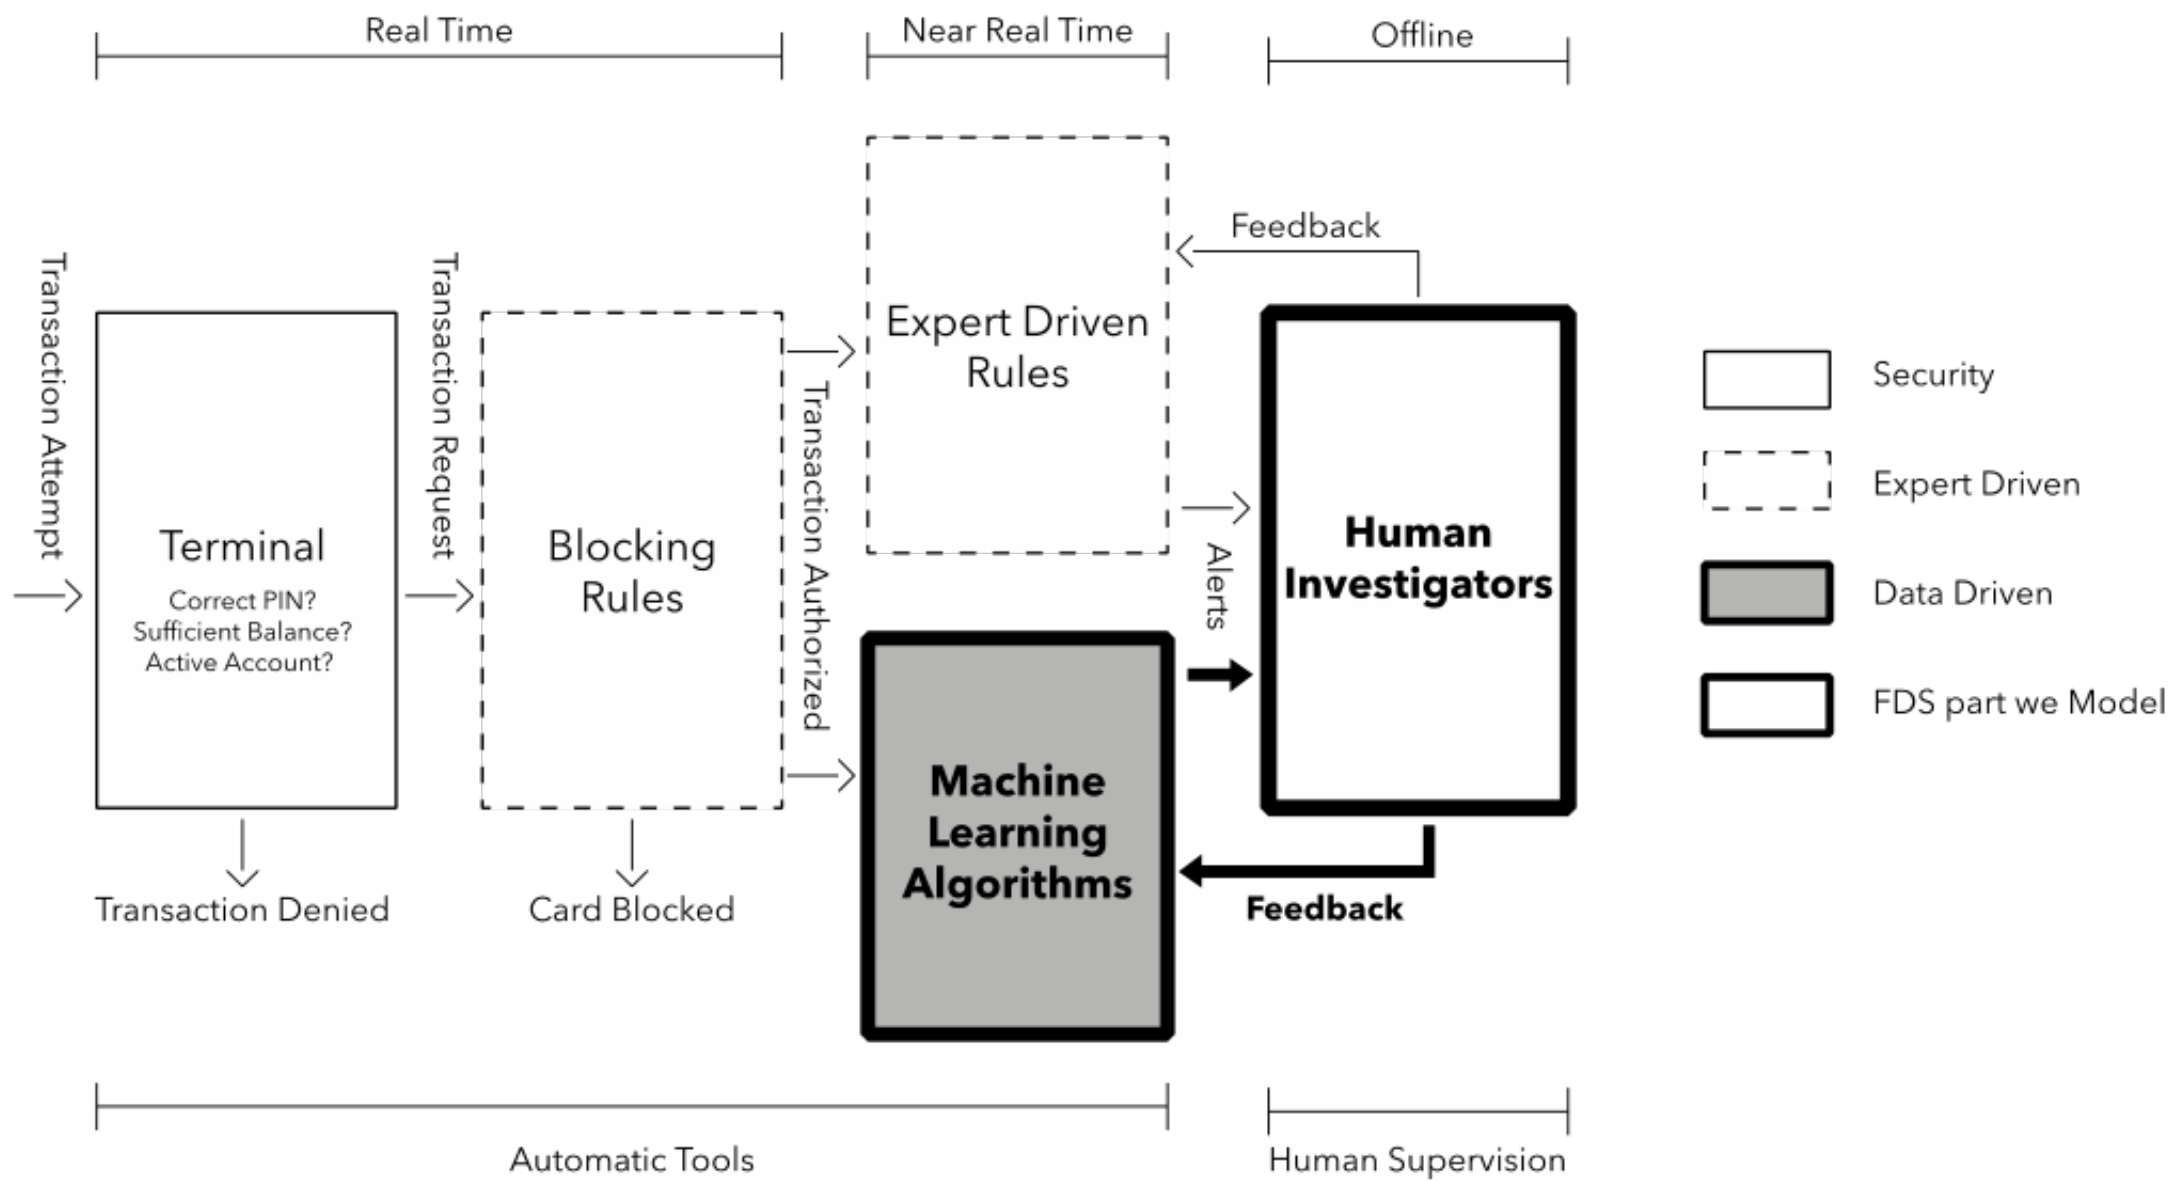 Real Time
Near Real Time
Offline
Transaction Attempt
Terminal
Correct PIN?
Sufficient Balance?
Active Account?
Transaction Denied
Transaction Request
Blocking
Rules
Card Blocked
Transaction Authorized
Expert Driven
Rules
Machine
Learning
Algorithms
Alerts
Feedback
Human
Investigators
Feedback
Security
Expert Driven
Data Driven
FDS part we Model
Automatic Tools
Human Supervision